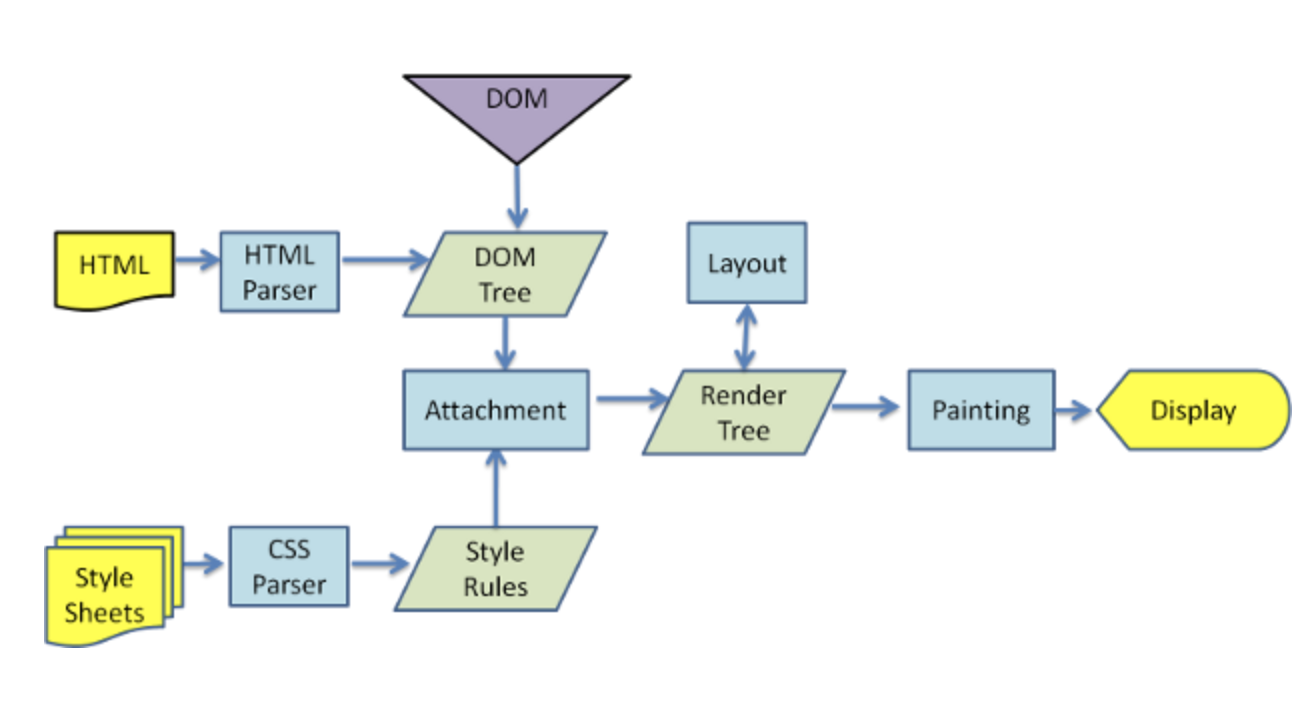 DOM
HTML
HTML
Parser
DOM
Tree
Layout
Attachment
Render
Tree
Painting
Display
Style
Sheets
CSS
Parser
Style
Rules